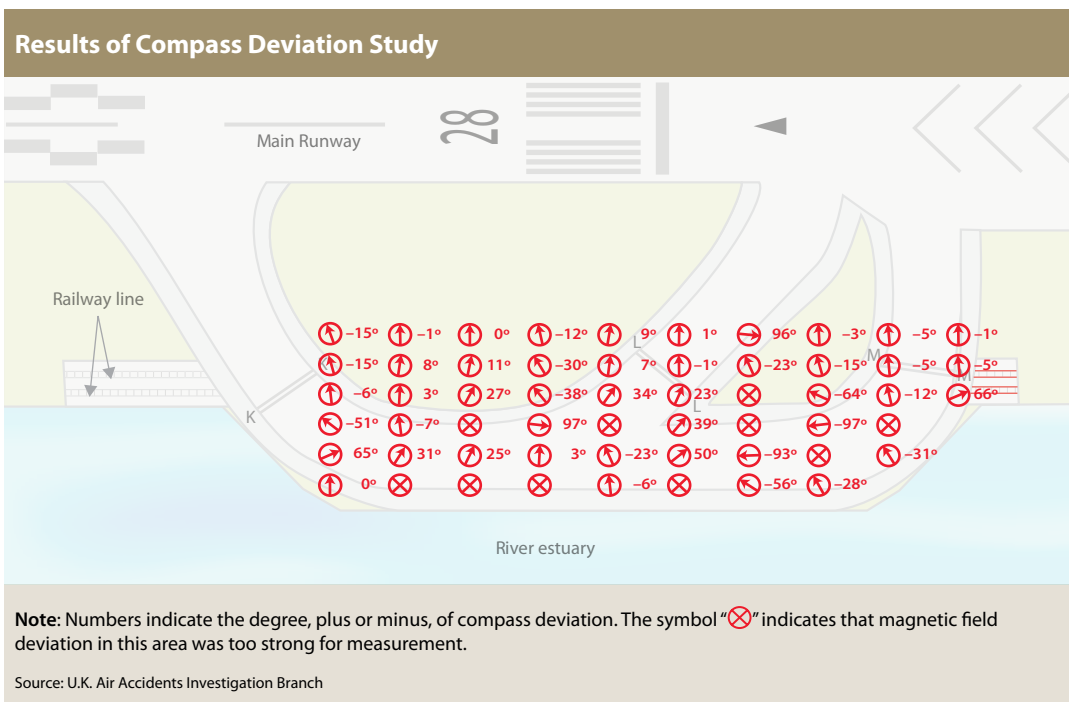 Results of Compass Deviation Study
28
Main Runway
Railway line
–15º –1º 0º –12º 9º 1º 96º –3º –5º –1º
L
M
–15º 8º 11º –30º 7º –1º –23º –15º –5º –5º
K
M
–6º 3º 27º –38º 34º 23º –64º –12º 66º
L
K
–51º –7º 97º 39º –97º
65º 31º 25º 3º –23º 50º –93º –31º
0º –6º –56º –28º
River estuary
Note: Numbers indicate the degree, plus or minus, of compass deviation. The symbol “⊗” indicates that magnetic field
deviation in this area was too strong for measurement.
Source: U.K. Air Accidents Investigation Branch